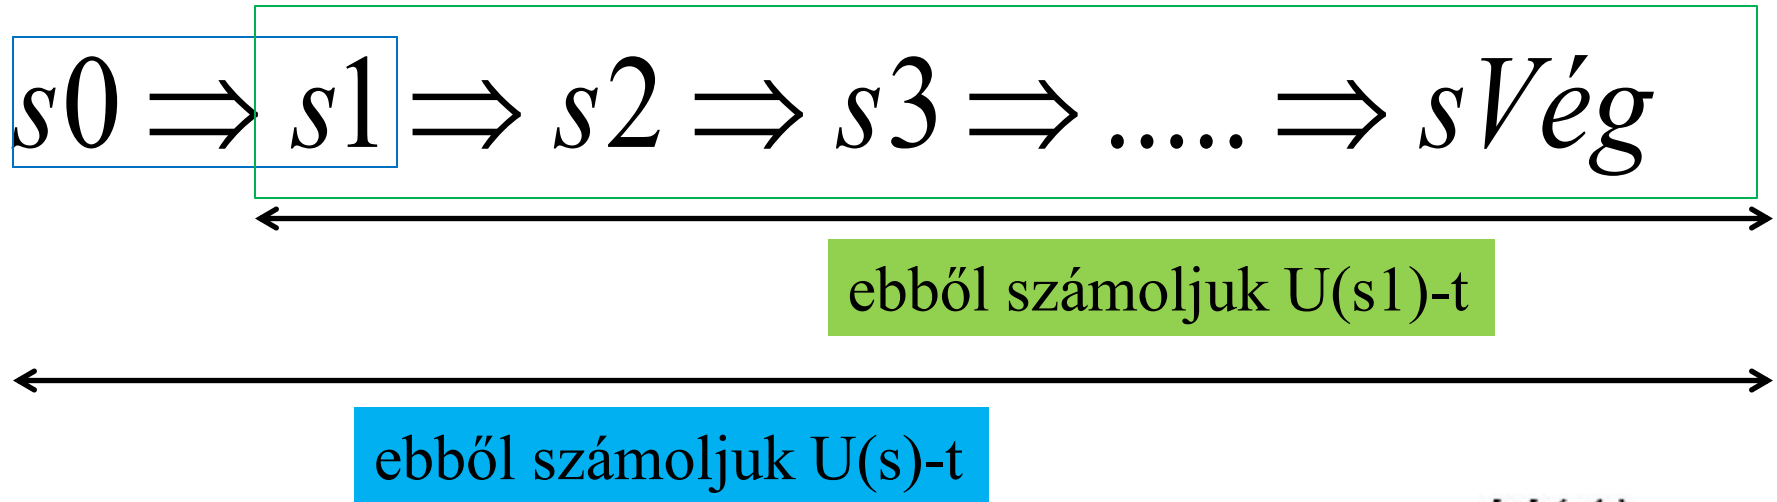 s0 ⇒ s1 ⇒ s2 ⇒ s3 ⇒ ..... ⇒ sVég
ebből számoljuk U(s1)-t
ebből számoljuk U(s)-t